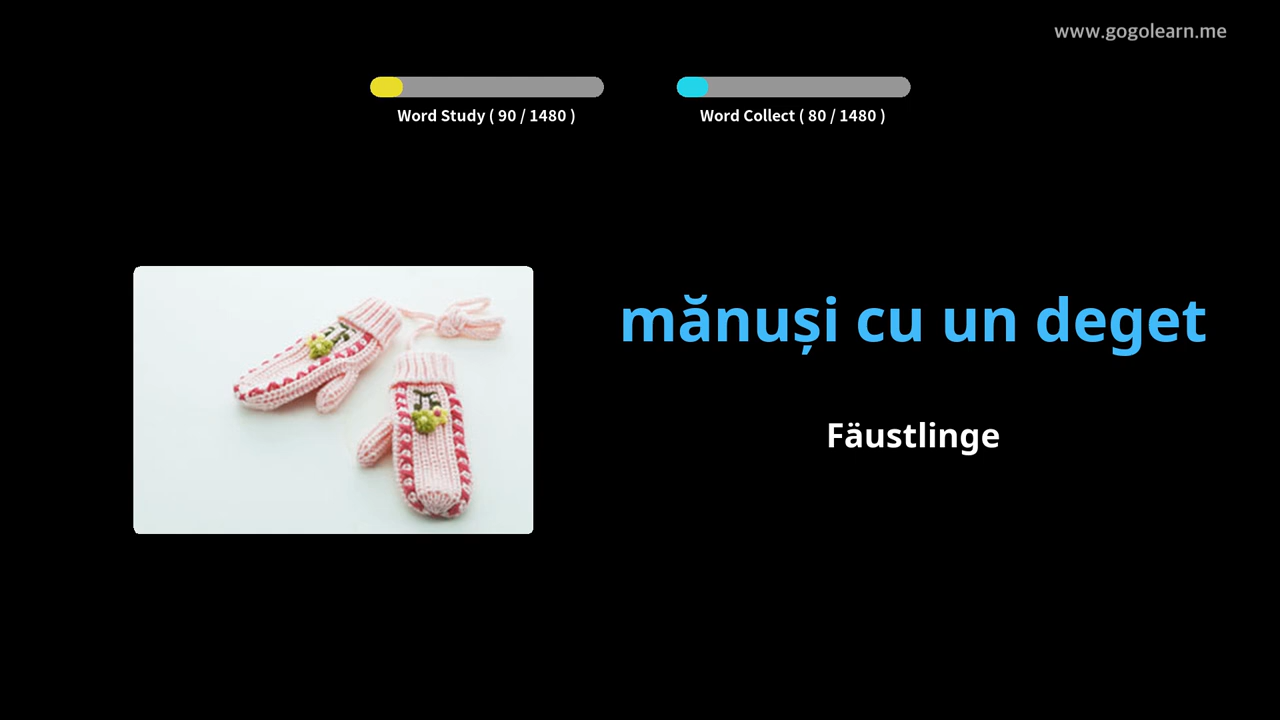 www.gogolearn.me
Word Study ( 90 / 1480 )
Word Collect ( 80 / 1480 )
mănuși cu un deget
Fäustlinge